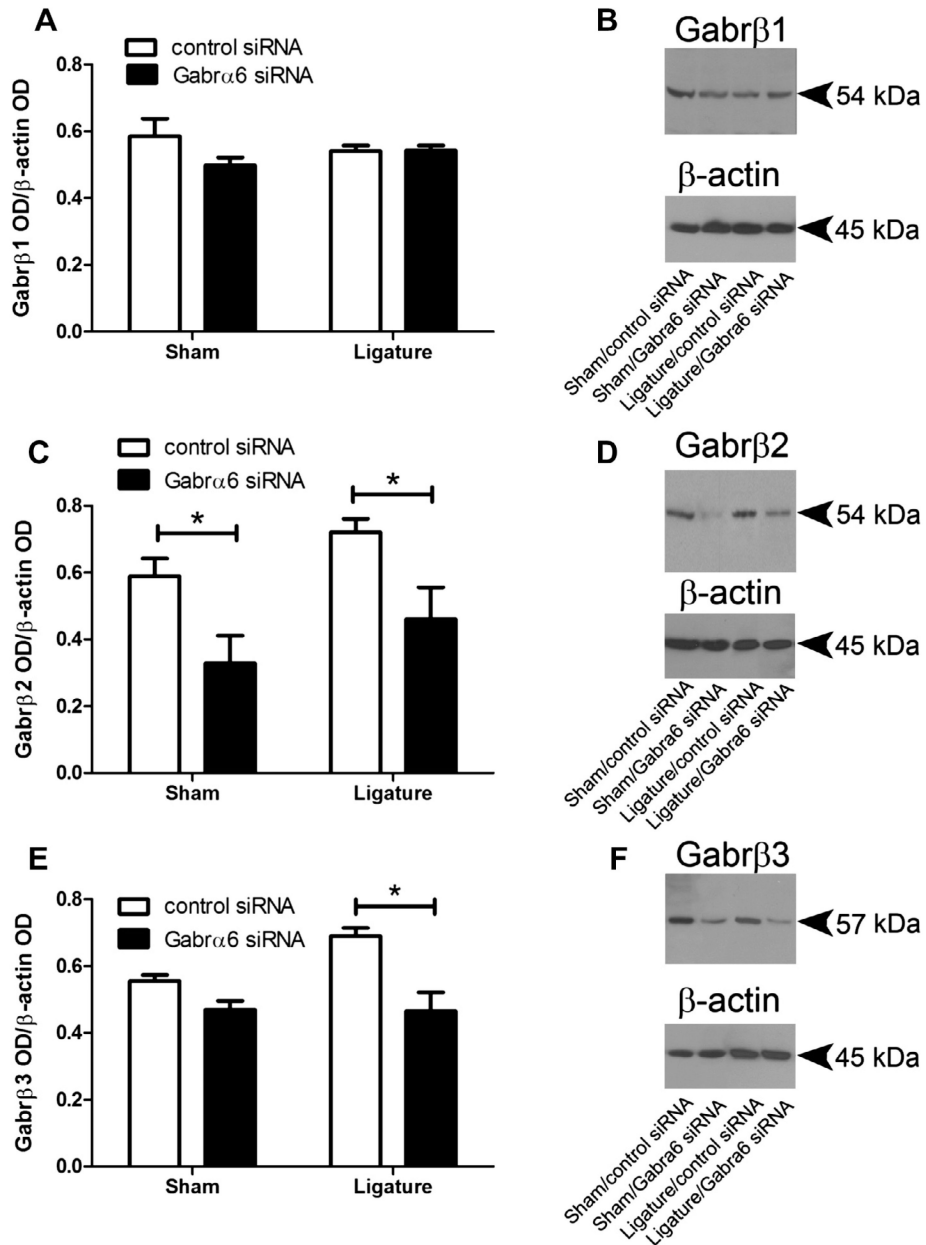 A
control siRNA
Gabrα6 siRNA
Gabrβ1 OD/β-actin OD
0.8
0.6
0.4
0.2
0.0
Sham
Ligature
B
Gabrβ1
54 kDa
β-actin
45 kDa
Sham/control siRNA
Sham/Gabra6 siRNA
Ligature/control siRNA
Ligature/Gabra6 siRNA
C
control siRNA
Gabrα6 siRNA
Gabrβ2 OD/β-actin OD
0.8
0.6
0.4
0.2
0.0
*
*
Sham
Ligature
D
Gabrβ2
54 kDa
β-actin
45 kDa
Sham/control siRNA
Sham/Gabra6 siRNA
Ligature/control siRNA
Ligature/Gabra6 siRNA
E
control siRNA
Gabrα6 siRNA
Gabrβ3 OD/β-actin OD
0.8
0.6
0.4
0.2
0.0
*
Sham
Ligature
F
Gabrβ3
57 kDa
β-actin
45 kDa
Sham/control siRNA
Sham/Gabra6 siRNA
Ligature/control siRNA
Ligature/Gabra6 siRNA